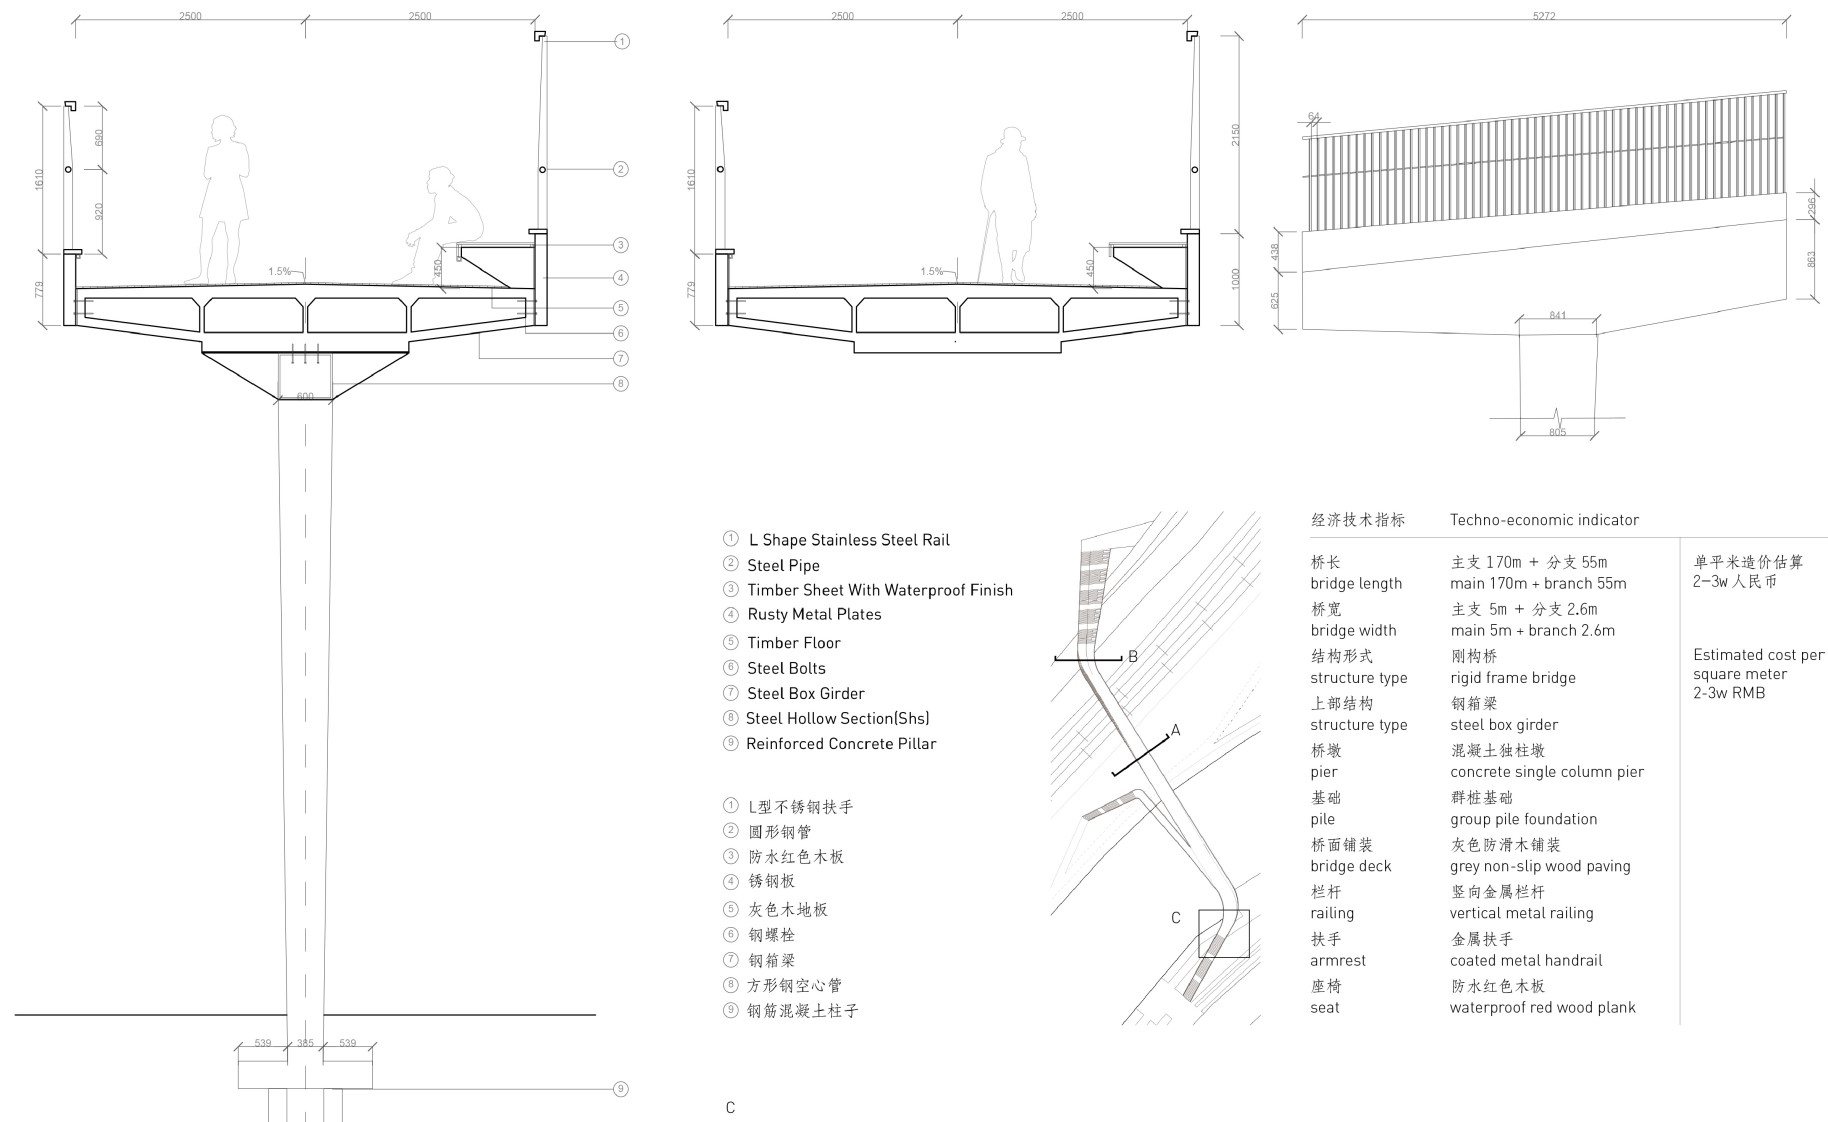 2500
2500
1
690
1610
2
920
3
450
1.5%
4
779
5
6
7
8
600
539
385
539
9
2500
2500
2150
1610
450
1.5%
1000
779
5272
64
296
438
863
625
841
805
① L Shape Stainless Steel Rail
② Steel Pipe
③ Timber Sheet With Waterproof Finish
④ Rusty Metal Plates
⑤ Timber Floor
⑥ Steel Bolts
⑦ Steel Box Girder
⑧ Steel Hollow Section(Shs)
⑨ Reinforced Concrete Pillar
① L型不锈钢扶手
② 圆形钢管
③ 防水红色木板
④ 锈钢板
⑤ 灰色木地板
⑥ 钢螺栓
⑦ 钢箱梁
⑧ 方形钢空心管
⑨ 钢筋混凝土柱子
C
B
A
C
经济技术指标 Techno-economic indicator
桥长 主支 170m + 分支 55m
bridge length main 170m + branch 55m
桥宽 主支 5m + 分支 2.6m
bridge width main 5m + branch 2.6m
结构形式 刚构桥
structure type rigid frame bridge
上部结构 钢箱梁
structure type steel box girder
桥墩 混凝土独柱墩
pier concrete single column pier
基础 群桩基础
pile group pile foundation
桥面铺装 灰色防滑木铺装
bridge deck grey non-slip wood paving
栏杆 竖向金属栏杆
railing vertical metal railing
扶手 金属扶手
armrest coated metal handrail
座椅 防水红色木板
seat waterproof red wood plank
单平米造价估算
2-3w 人民币
Estimated cost per
square meter
2-3w RMB